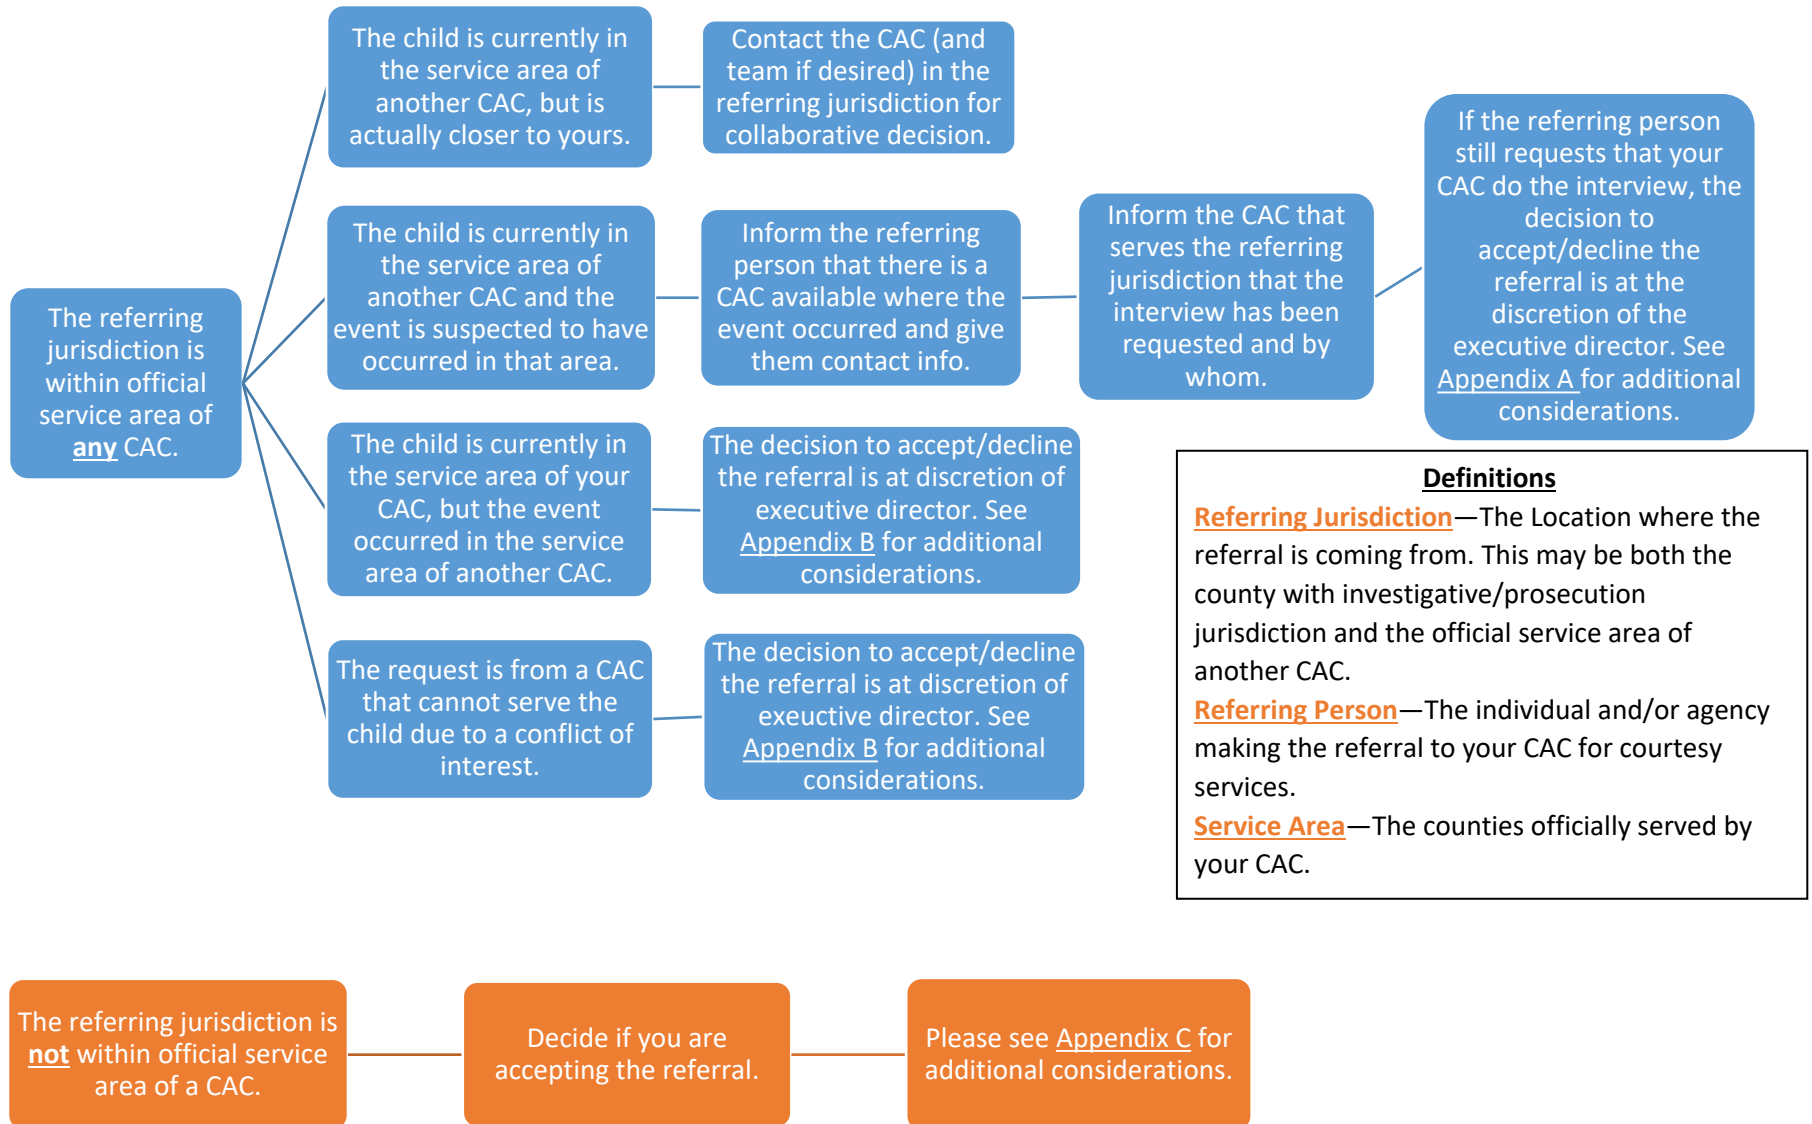 The referring
jurisdiction is
within official
service area of
any CAC.
The child is currently in
the service area of
another CAC, but is
actually closer to yours.
Contact the CAC (and
team if desired) in the
referring jurisdiction for
collaborative decision.
The child is currently in
the service area of
another CAC and the
event is suspected to have
occurred in that area.
Inform the referring
person that there is a
CAC available where the
event occurred and give
them contact info.
Inform the CAC that
serves the referring
jurisdiction that the
interview has been
requested and by
whom.
If the referring person
still requests that your
CAC do the interview, the
decision to
accept/decline the
referral is at the
discretion of the
executive director. See
Appendix A for additional
considerations.
The child is currently in
the service area of your
CAC, but the event
occurred in the service
area of another CAC.
The decision to accept/decline
the referral is at discretion of
executive director. See
Appendix B for additional
considerations.
The request is from a CAC
that cannot serve the
child due to a conflict of
interest.
The decision to accept/decline
the referral is at discretion of
exeuctive director. See
Appendix B for additional
considerations.
Definitions
Referring Jurisdiction—The Location where the
referral is coming from. This may be both the
county with investigative/prosecution
jurisdiction and the official service area of
another CAC.
Referring Person—The individual and/or agency
making the referral to your CAC for courtesy
services.
Service Area—The counties officially served by
your CAC.
The referring jurisdiction is
not within official service
area of a CAC.
Decide if you are
accepting the referral.
Please see Appendix C for
additional considerations.